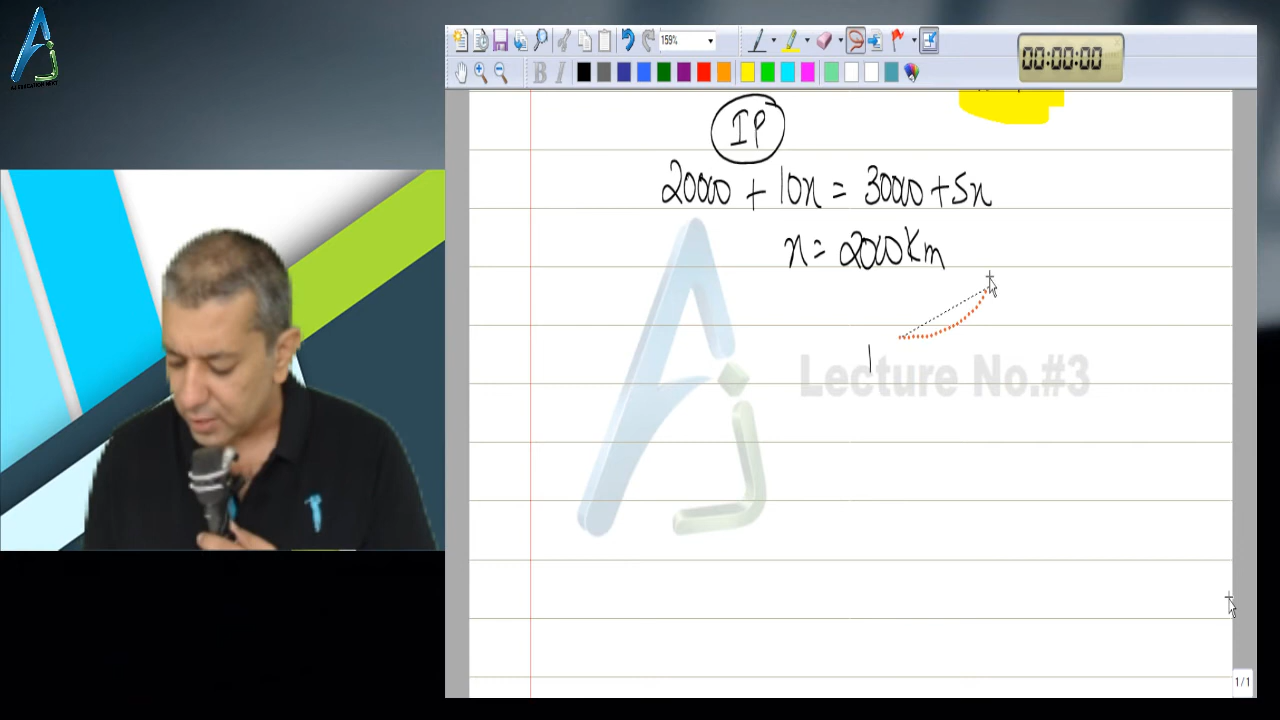 159%
00:00:00
B I
IP
20000 + 10x = 30000 + 5x
x = 2000 Km
Lecture No.#3
1/1